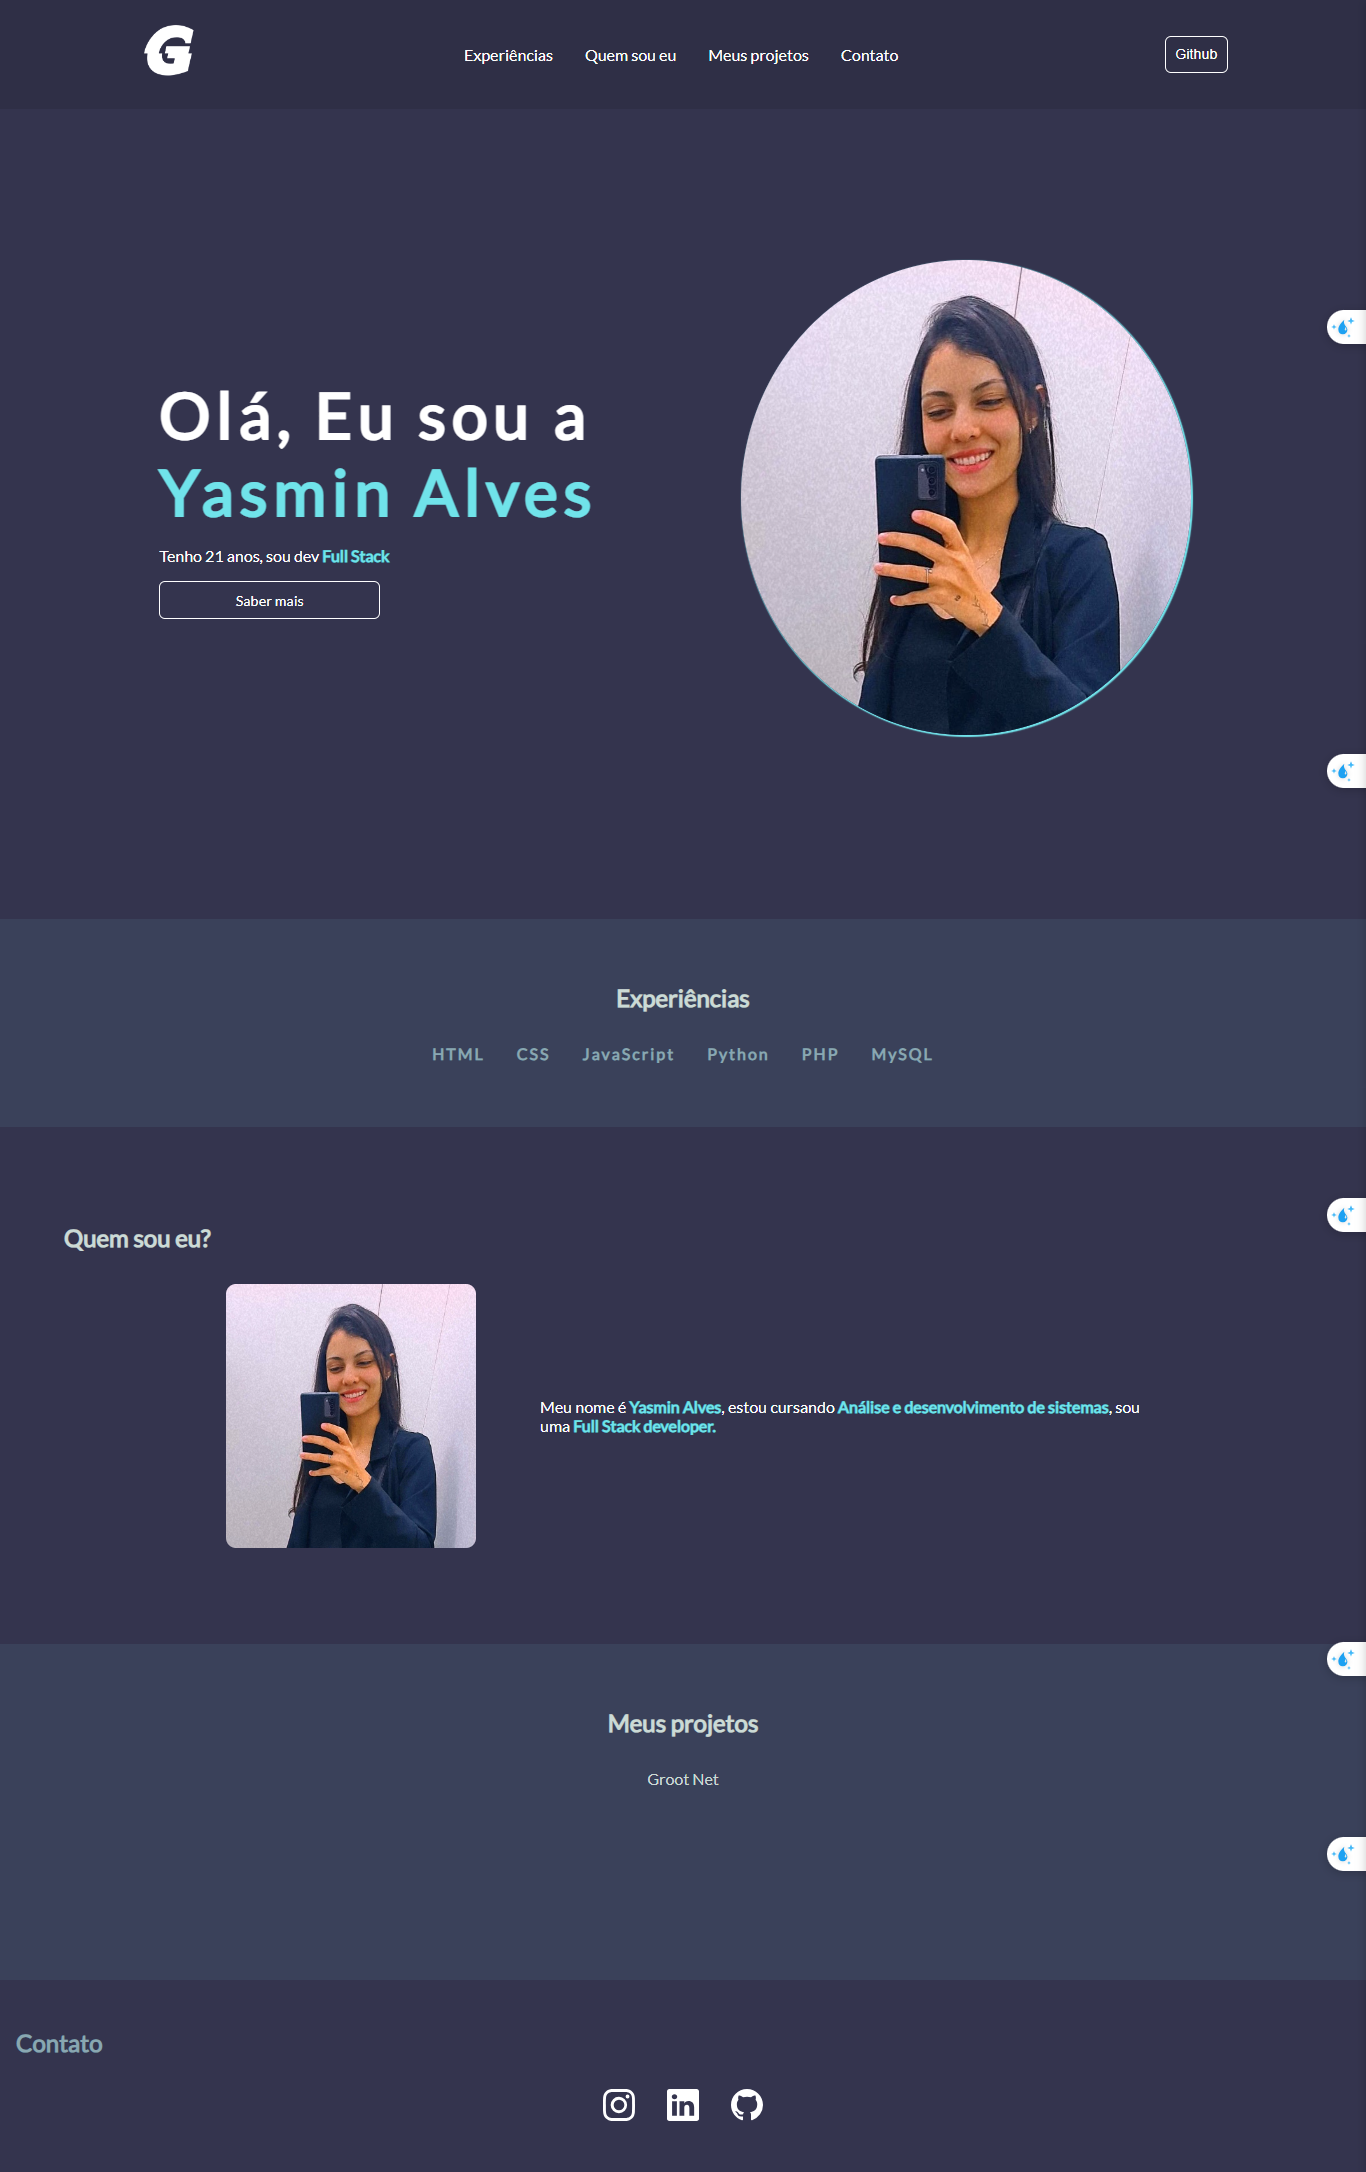 G
Experiências Quem sou eu Meus projetos Contato Github
Olá, Eu sou a
Yasmin Alves
Tenho 21 anos, sou dev Full Stack
Saber mais
Experiências
HTML CSS JavaScript Python PHP MySQL
Quem sou eu?
Meu nome é Yasmin Alves, estou cursando Análise e desenvolvimento de sistemas, sou
uma Full Stack developer.
Meus projetos
Groot Net
Contato
in